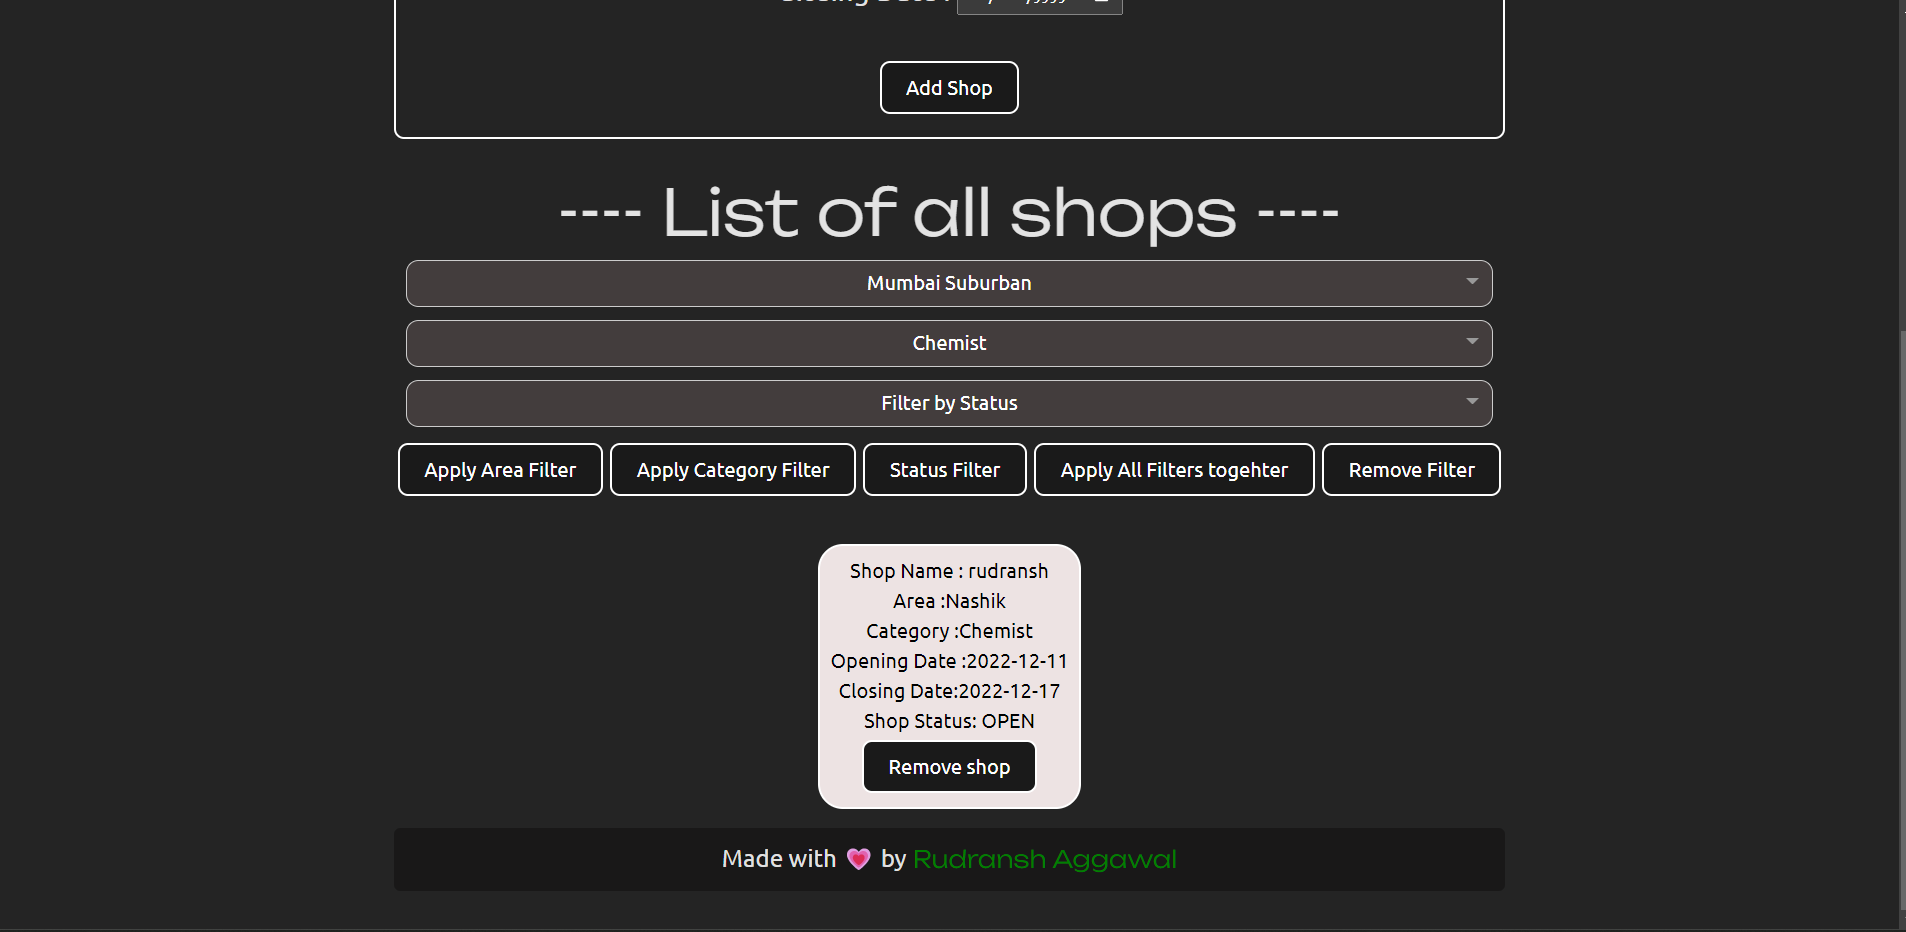 Add Shop
---- List of all shops ----
Mumbai Suburban
Chemist
Filter by Status
Apply Area Filter Apply Category Filter Status Filter Apply All Filters togehter Remove Filter
Shop Name : rudransh
Area :Nashik
Category :Chemist
Opening Date :2022-12-11
Closing Date:2022-12-17
Shop Status: OPEN
Remove shop
Made with 💗 by Rudransh Aggawal